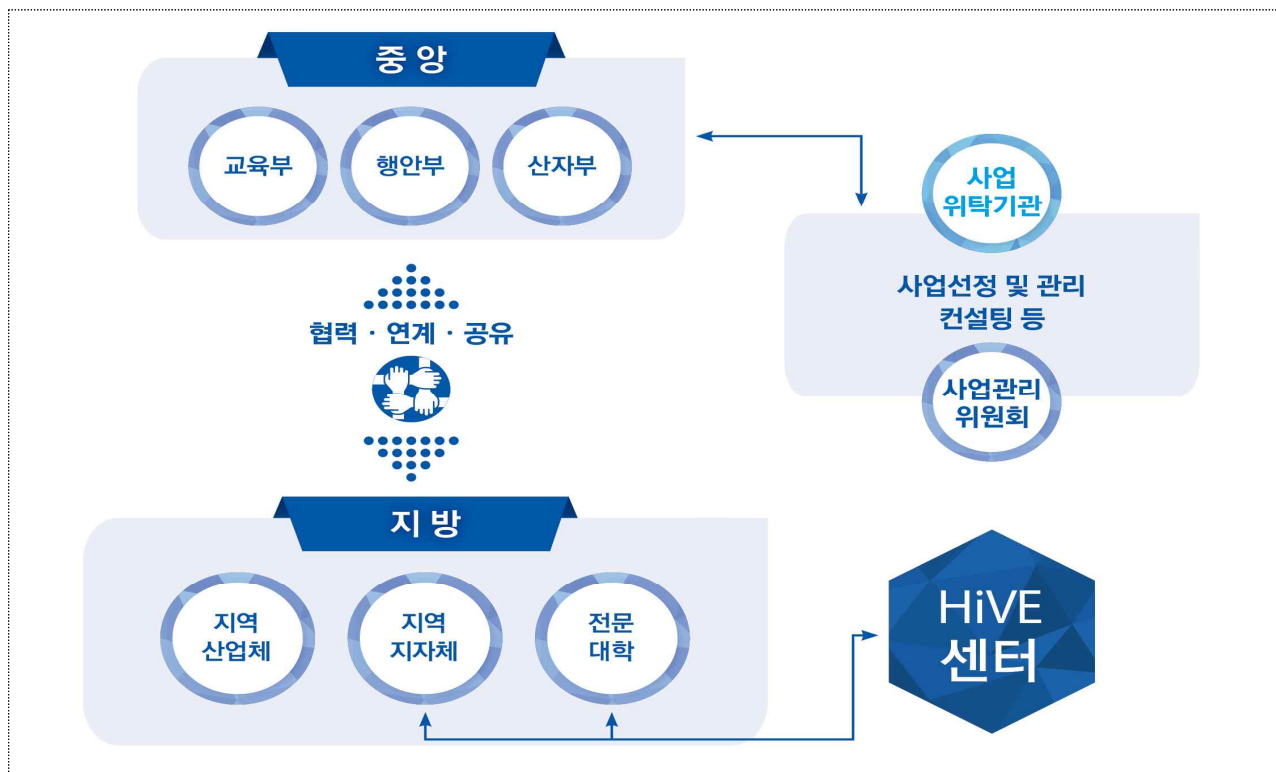 중앙
교육부
행안부
산자부
사업
위탁기관
사업선정 및 관리
컨설팅 등
사업관리
위원회
협력 · 연계 · 공유
지방
지역
산업체
지역
지자체
전문
대학
HiVE
센터